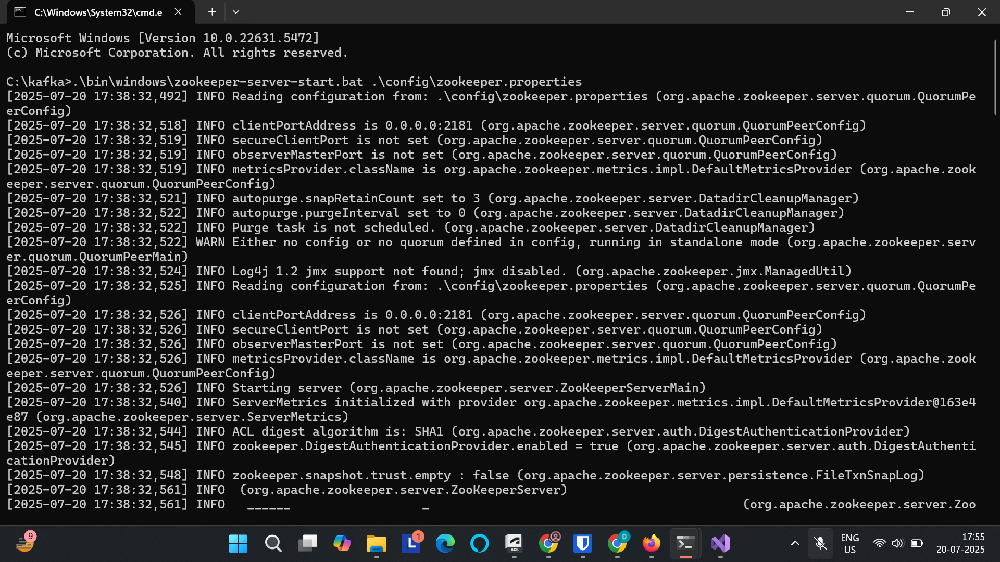 C:\Windows\System32\cmd.e
Microsoft Windows [Version 10.0.22631.5472]
(c) Microsoft Corporation. All rights reserved.
C:\kafka>.\bin\windows\zookeeper-server-start.bat .\config\zookeeper.properties
[2025-07-20 17:38:32,492] INFO Reading configuration from: .\config\zookeeper.properties (org.apache.zookeeper.server.quorum.QuorumPe
erConfig)
[2025-07-20 17:38:32,518] INFO clientPortAddress is 0.0.0.0:2181 (org.apache.zookeeper.server.quorum.QuorumPeerConfig)
[2025-07-20 17:38:32,519] INFO secureClientPort is not set (org.apache.zookeeper.server.quorum.QuorumPeerConfig)
[2025-07-20 17:38:32,519] INFO observerMasterPort is not set (org.apache.zookeeper.server.quorum.QuorumPeerConfig)
[2025-07-20 17:38:32,519] INFO metricsProvider.className is org.apache.zookeeper.metrics.impl.DefaultMetricsProvider (org.apache.zook
eeper.server.quorum.QuorumPeerConfig)
[2025-07-20 17:38:32,521] INFO autopurge.snapRetainCount set to 3 (org.apache.zookeeper.server.DatadirCleanupManager)
[2025-07-20 17:38:32,522] INFO autopurge.purgeInterval set to 0 (org.apache.zookeeper.server.DatadirCleanupManager)
[2025-07-20 17:38:32,522] INFO Purge task is not scheduled. (org.apache.zookeeper.server.DatadirCleanupManager)
[2025-07-20 17:38:32,522] WARN Either no config or no quorum defined in config, running in standalone mode (org.apache.zookeeper.serv
er.quorum.QuorumPeerMain)
[2025-07-20 17:38:32,524] INFO Log4j 1.2 jmx support not found; jmx disabled. (org.apache.zookeeper.jmx.ManagedUtil)
[2025-07-20 17:38:32,525] INFO Reading configuration from: .\config\zookeeper.properties (org.apache.zookeeper.server.quorum.QuorumPe
erConfig)
[2025-07-20 17:38:32,526] INFO clientPortAddress is 0.0.0.0:2181 (org.apache.zookeeper.server.quorum.QuorumPeerConfig)
[2025-07-20 17:38:32,526] INFO secureClientPort is not set (org.apache.zookeeper.server.quorum.QuorumPeerConfig)
[2025-07-20 17:38:32,526] INFO observerMasterPort is not set (org.apache.zookeeper.server.quorum.QuorumPeerConfig)
[2025-07-20 17:38:32,526] INFO metricsProvider.className is org.apache.zookeeper.metrics.impl.DefaultMetricsProvider (org.apache.zook
eeper.server.quorum.QuorumPeerConfig)
[2025-07-20 17:38:32,526] INFO Starting server (org.apache.zookeeper.server.ZooKeeperServerMain)
[2025-07-20 17:38:32,540] INFO ServerMetrics initialized with provider org.apache.zookeeper.metrics.impl.DefaultMetricsProvider@163e4
e87 (org.apache.zookeeper.server.ServerMetrics)
[2025-07-20 17:38:32,544] INFO ACL digest algorithm is: SHA1 (org.apache.zookeeper.server.auth.DigestAuthenticationProvider)
[2025-07-20 17:38:32,545] INFO zookeeper.DigestAuthenticationProvider.enabled = true (org.apache.zookeeper.server.auth.DigestAuthenti
cationProvider)
[2025-07-20 17:38:32,548] INFO zookeeper.snapshot.trust.empty : false (org.apache.zookeeper.server.persistence.FileTxnSnapLog)
[2025-07-20 17:38:32,561] INFO  (org.apache.zookeeper.server.ZooKeeperServer)
[2025-07-20 17:38:32,561] INFO   ______                  _                                           (org.apache.zookeeper.server.Zoo
9
L 1
ACS
D
ENG
US
17:55
20-07-2025